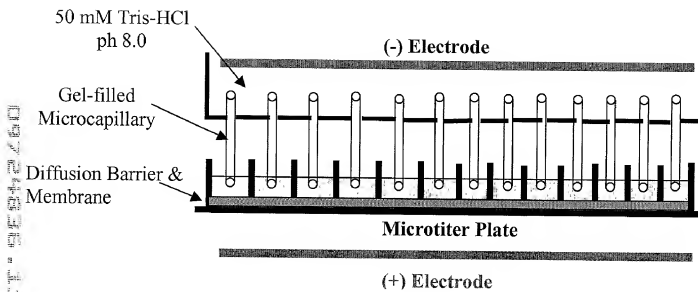 50 mM Tris-HCl
ph 8.0
(-) Electrode
Gel-filled
Microcapillary
Diffusion Barrier &
Membrane
Microtiter Plate
(+) Electrode